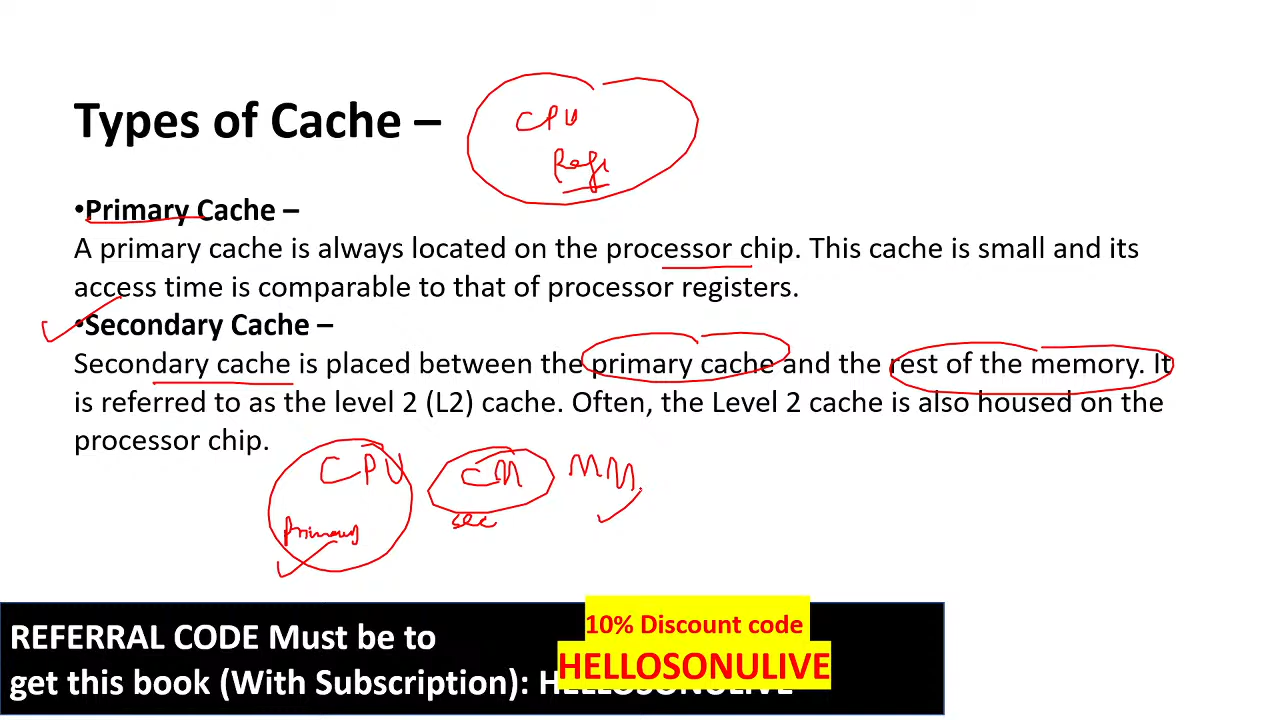 Types of Cache –
CPU
Regi
•Primary Cache –
A primary cache is always located on the processor chip. This cache is small and its
access time is comparable to that of processor registers.
•Secondary Cache –
Secondary cache is placed between the primary cache and the rest of the memory. It
is referred to as the level 2 (L2) cache. Often, the Level 2 cache is also housed on the
processor chip.
CPU CM MM
Primary sec
REFERRAL CODE Must be to
get this book (With Subscription): HELLOSONULIVE
10% Discount code
HELLOSONULIVE